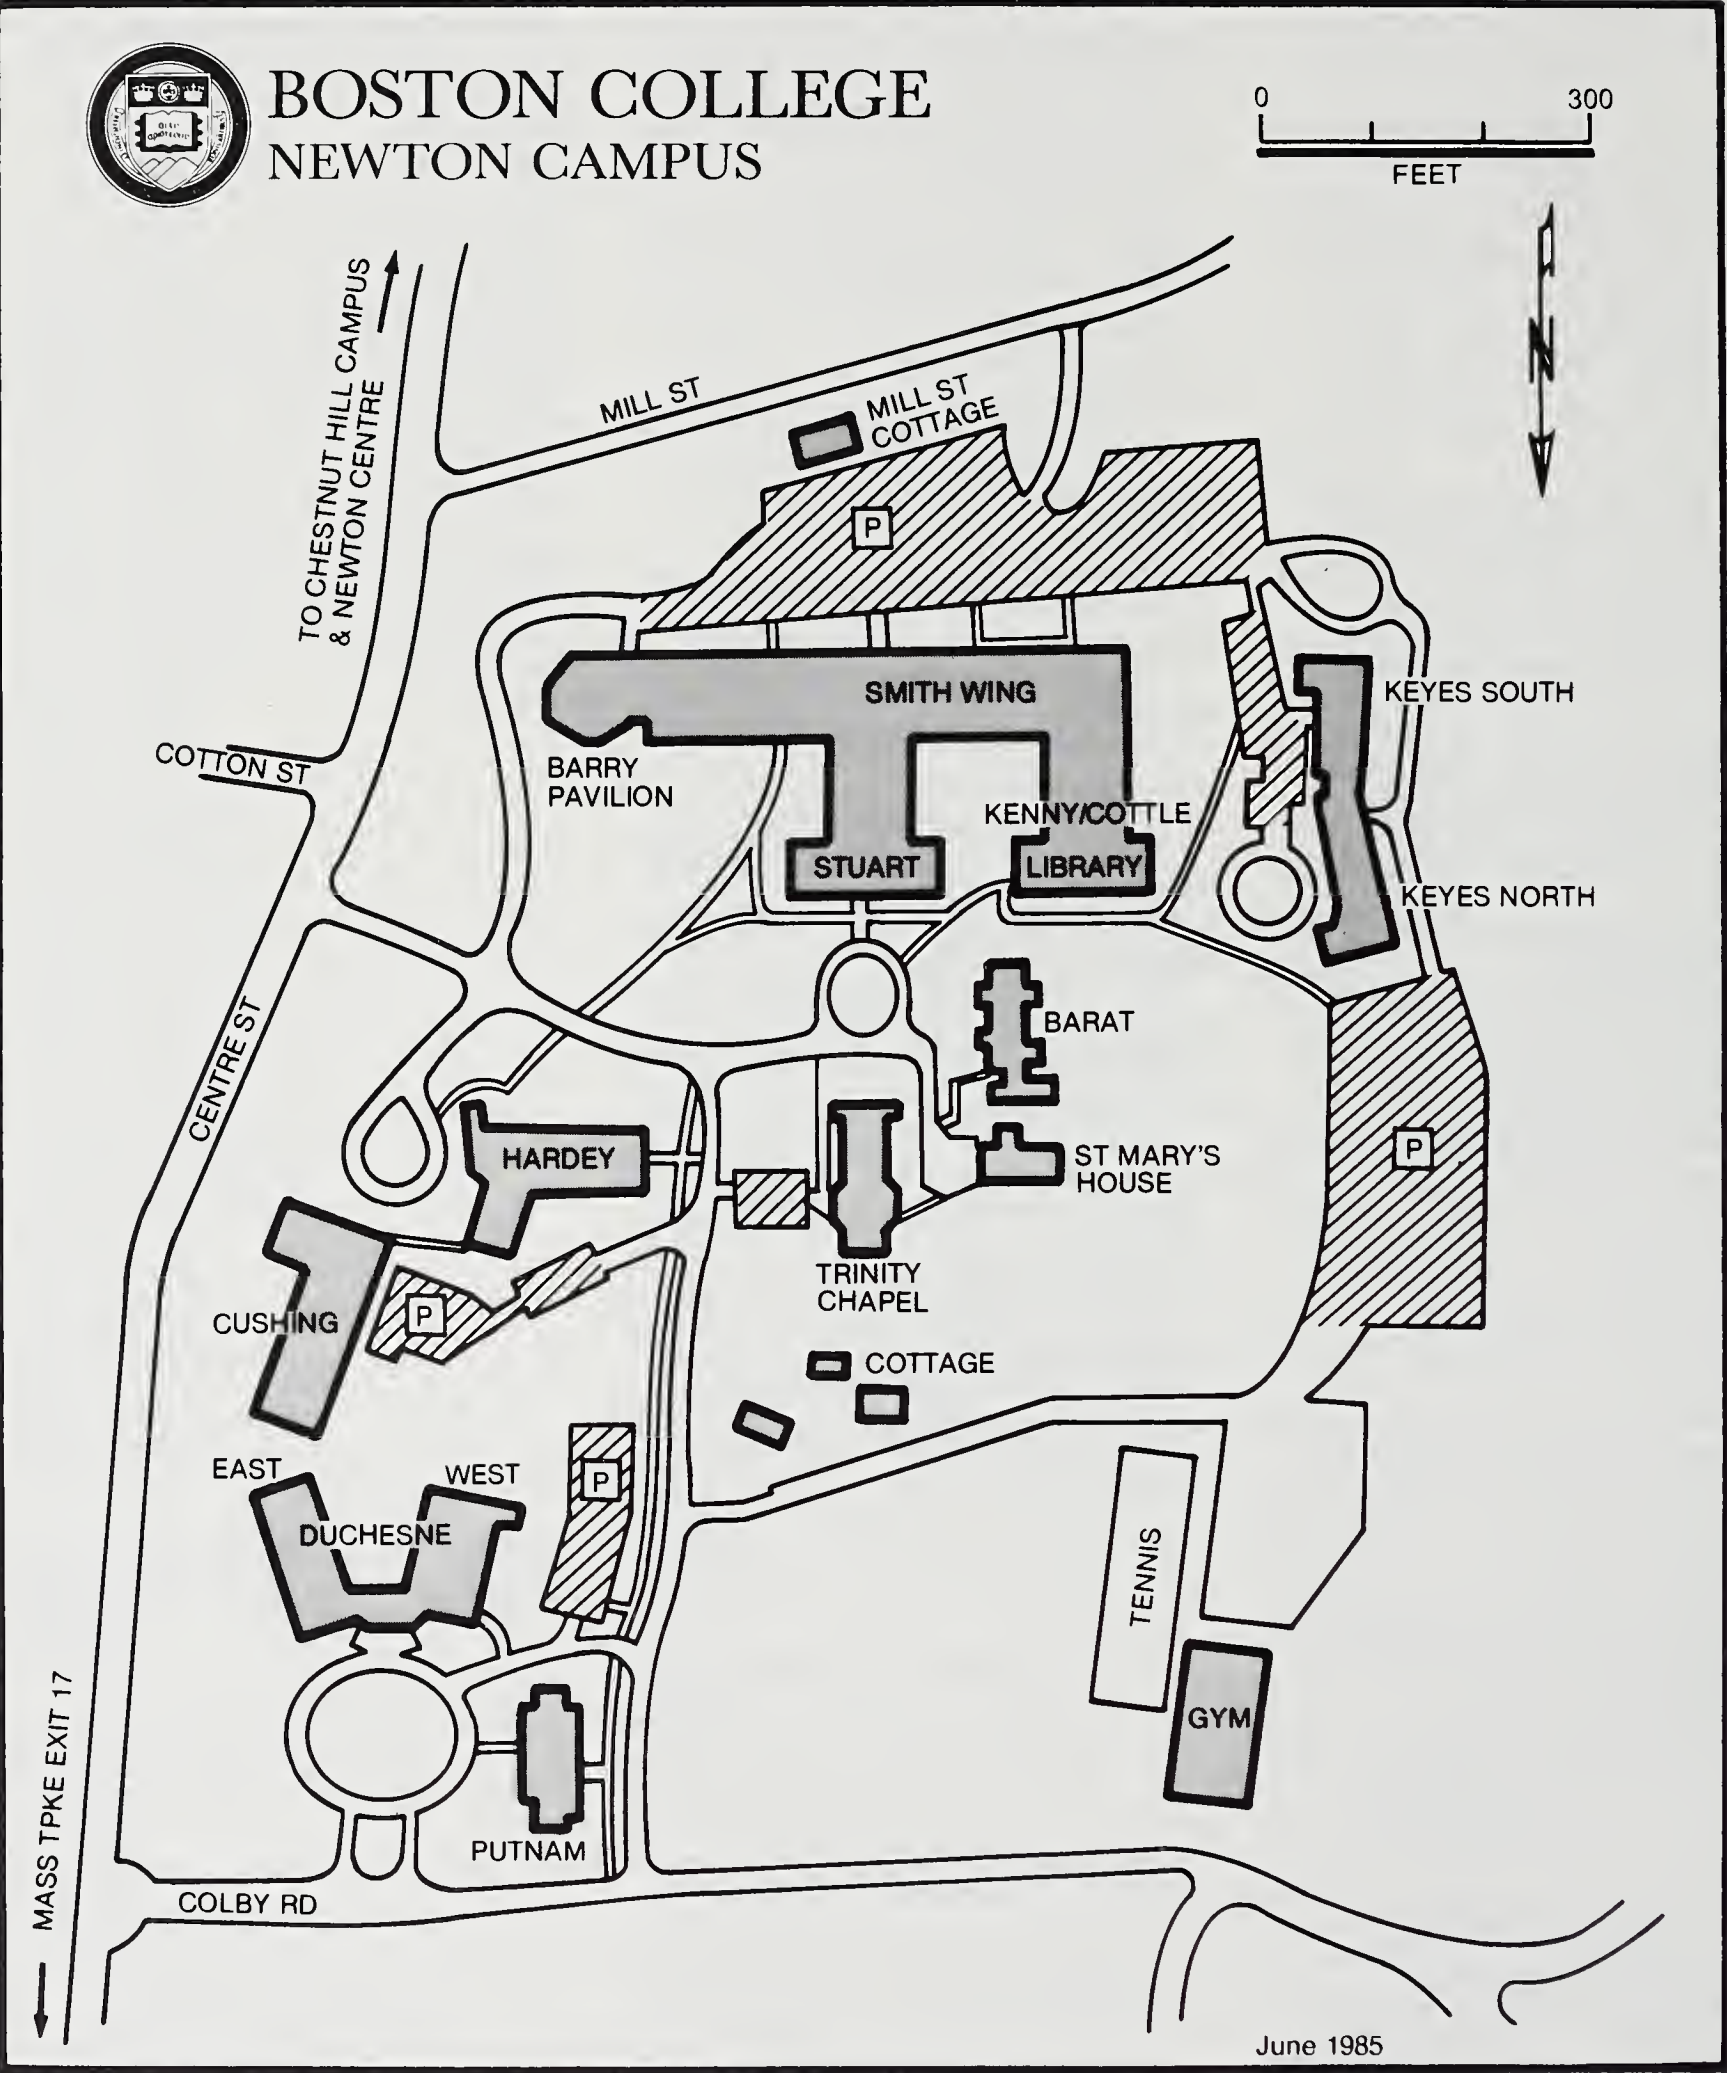 BOSTON COLLEGE
NEWTON CAMPUS
0 300
FEET
N
TO CHESTNUT HILL CAMPUS
& NEWTON CENTRE
MILL ST
MILL ST
COTTAGE
P
SMITH WING
KEYES SOUTH
COTTON ST
BARRY
PAVILION
KENNY/COTTLE
STUART
LIBRARY
KEYES NORTH
CENTRE ST
BARAT
HARDEY
P
ST MARY'S
HOUSE
TRINITY
CHAPEL
CUSHING
P
COTTAGE
EAST
WEST
P
DUCHESNE
TENNIS
MASS TPKE EXIT 17
GYM
PUTNAM
COLBY RD
June 1985